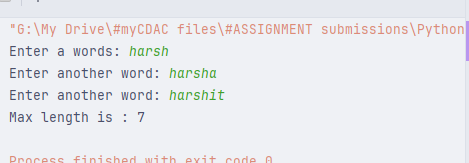 "G:\My Drive\#myCDAC files\#ASSIGNMENT submissions\Python
Enter a words: harsh
Enter another word: harsha
Enter another word: harshit
Max length is : 7
Process finished with exit code 0